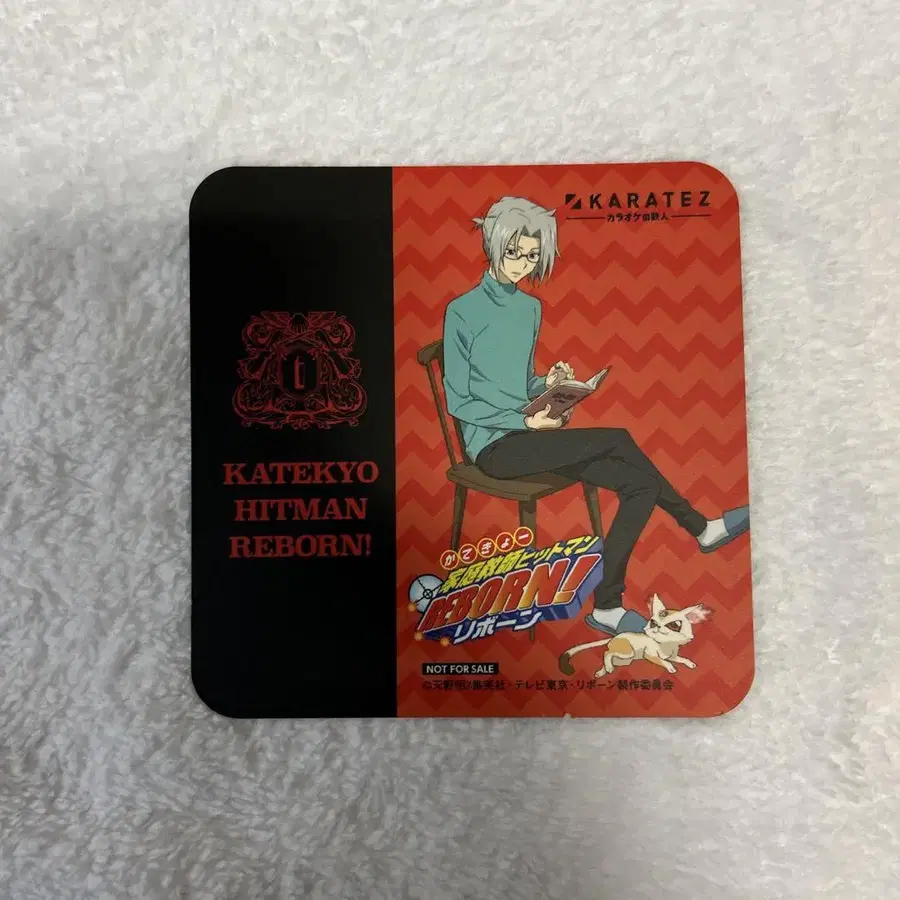 KATEKYO
HITMAN
REBORN!
KARATEZ
カラオケの鉄人
かてきょー
家庭教師ヒットマン
REBORN!
リボーン
NOT FOR SALE
©天野明/集英社・テレビ東京・リボーン製作委員会